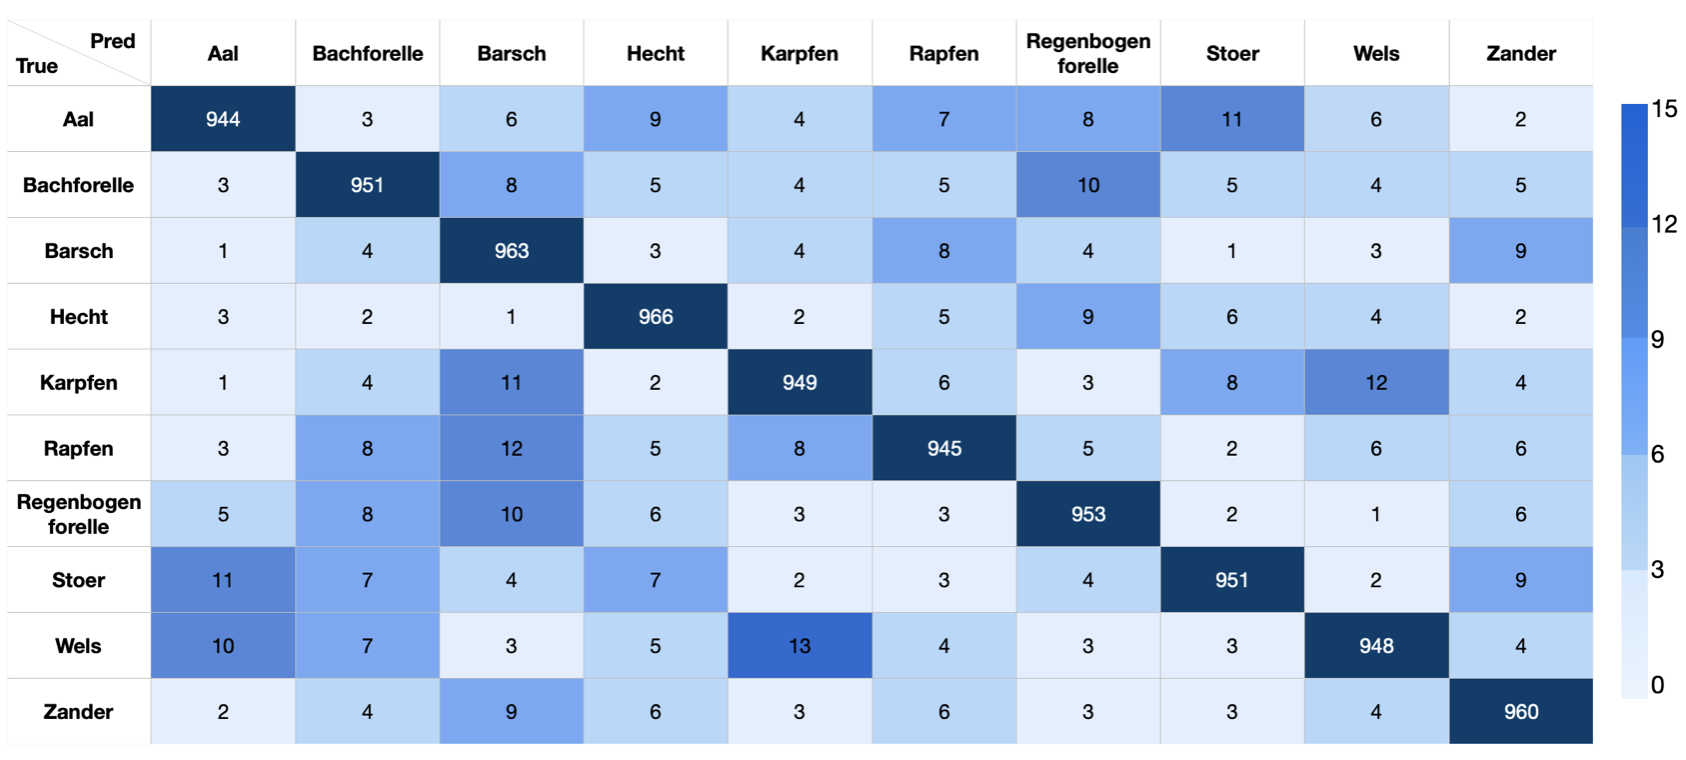 Pred
True
Aal Bachforelle Barsch Hecht Karpfen Rapfen Regenbogen forelle Stoer Wels Zander
Aal 944 3 6 9 4 7 8 11 6 2
Bachforelle 3 951 8 5 4 5 10 5 4 5
Barsch 1 4 963 3 4 8 4 1 3 9
Hecht 3 2 1 966 2 5 9 6 4 2
Karpfen 1 4 11 2 949 6 3 8 12 4
Rapfen 3 8 12 5 8 945 5 2 6 6
Regenbogen forelle 5 8 10 6 3 3 953 2 1 6
Stoer 11 7 4 7 2 3 4 951 2 9
Wels 10 7 3 5 13 4 3 3 948 4
Zander 2 4 9 6 3 6 3 3 4 960
15
12
9
6
3
0